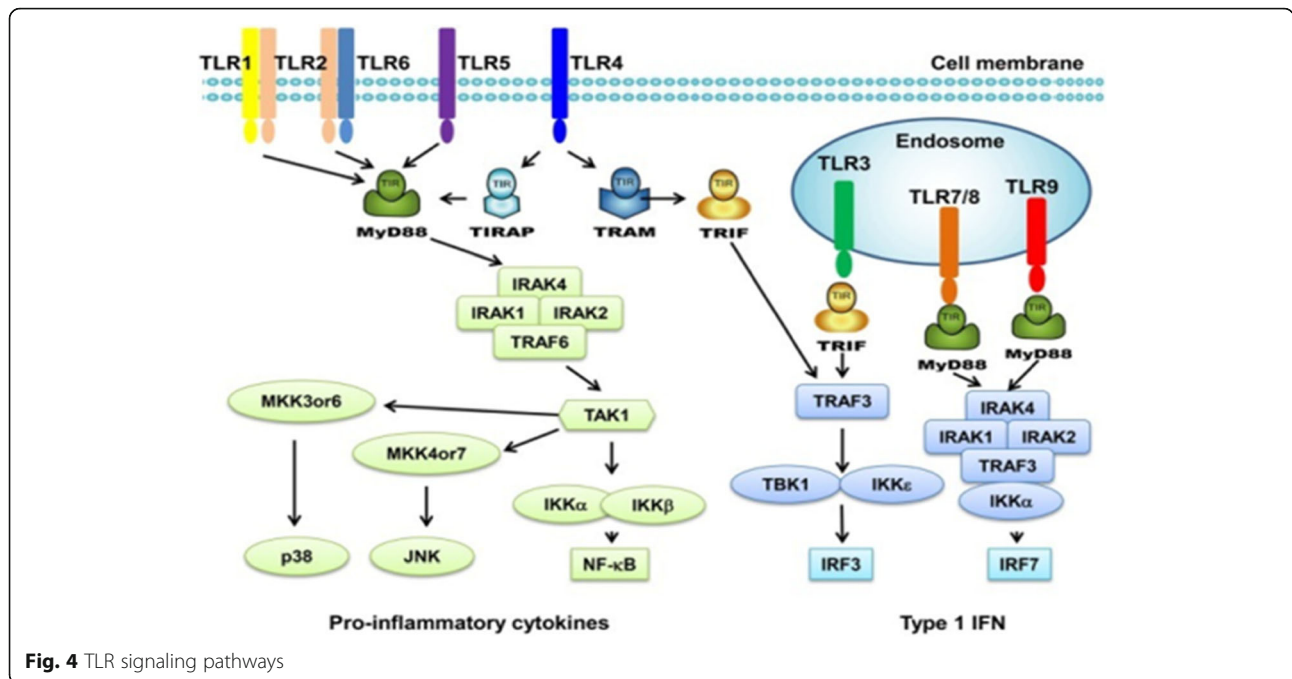 TLR1 TLR2 TLR6 TLR5 TLR4 Cell membrane
Endosome
TLR3
TLR7/8 TLR9
TIR TIR TIR TIR
MyD88 TIRAP TRAM TRIF
TIR TIR TIR
TRIF MyD88 MyD88
IRAK4
IRAK1 IRAK2
TRAF6
MKK3or6 TAK1
MKK4or7
IKKα IKKβ
p38 JNK NF-κB
TRAF3
TBK1 IKKε
IRF3
IRAK4
IRAK1 IRAK2
TRAF3
IKKα
IRF7
Pro-inflammatory cytokines Type 1 IFN
Fig. 4 TLR signaling pathways